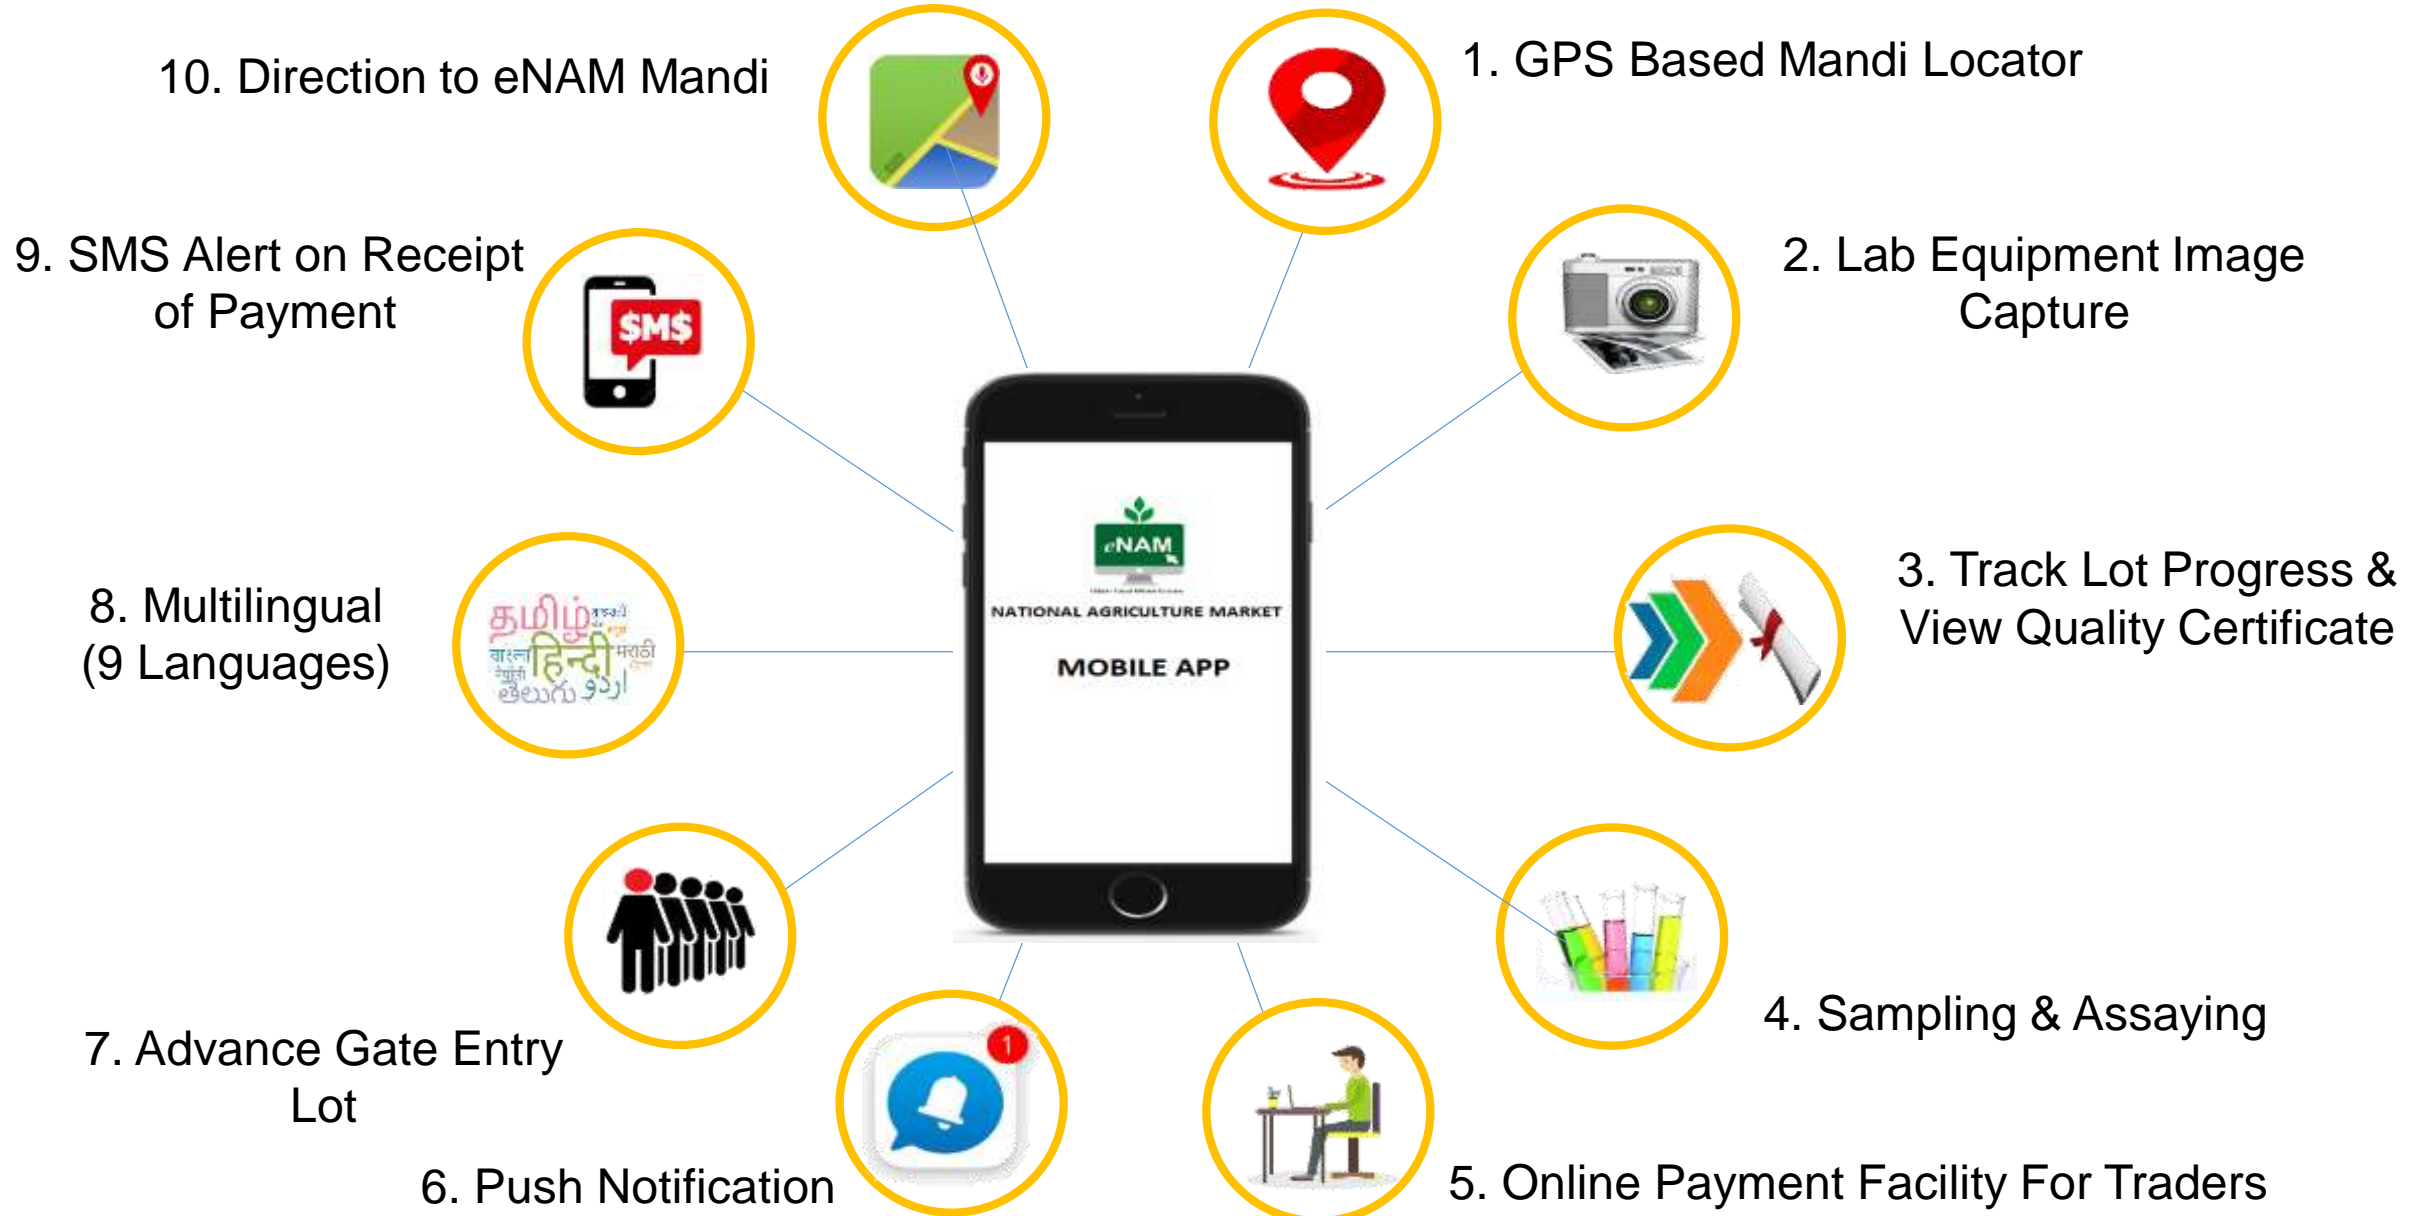 10. Direction to eNAM Mandi
1. GPS Based Mandi Locator
9. SMS Alert on Receipt
of Payment
$M$
2. Lab Equipment Image
Capture
eNAM
NATIONAL AGRICULTURE MARKET
MOBILE APP
8. Multilingual
(9 Languages)
தமிழ்
বাংলা
हिन्दी
मराठी
తెలుగు
اردو
3. Track Lot Progress &
View Quality Certificate
7. Advance Gate Entry
Lot
4. Sampling & Assaying
1
6. Push Notification
5. Online Payment Facility For Traders